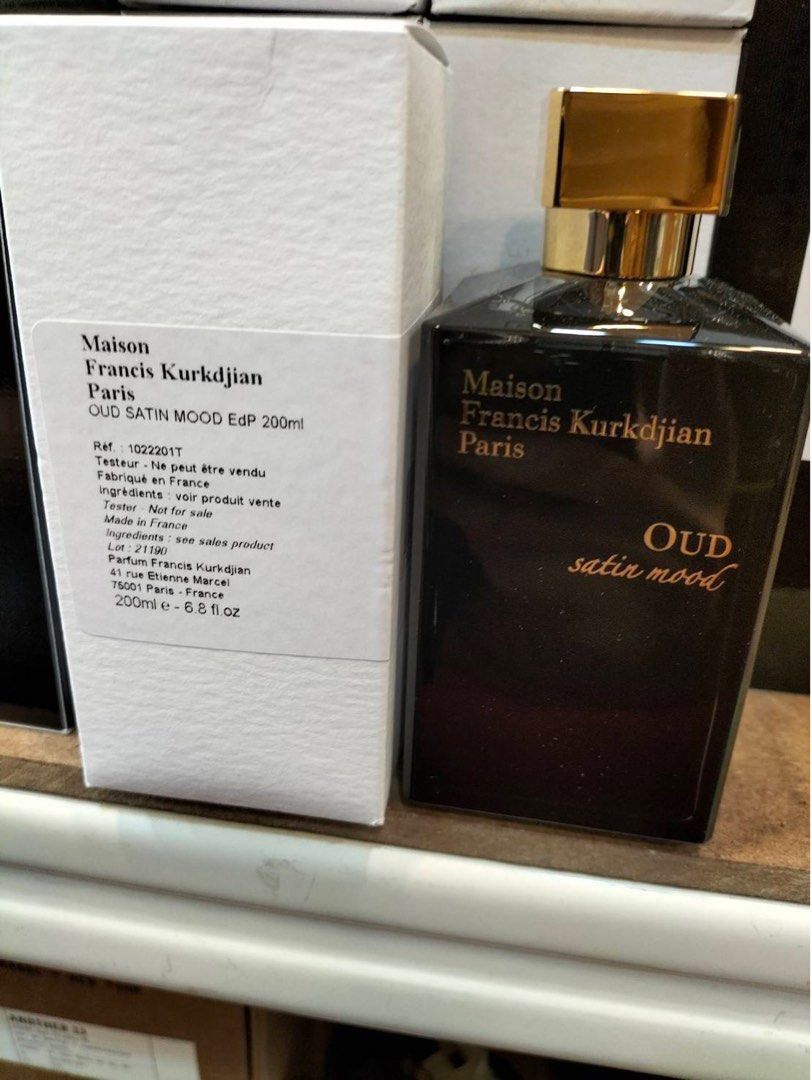 Maison
Francis Kurkdjian
Paris
OUD SATIN MOOD EdP 200ml
Réf. : 1022201T
Testeur - Ne peut être vendu
Fabriqué en France
Ingrédients : voir produit vente
Tester - Not for sale
Made in France
Ingredients : see sales product
Lot : 21190
Parfum Francis Kurkdjian
41 rue Etienne Marcel
75001 Paris - France
200ml e - 6.8 fl.oz
Maison
Francis Kurkdjian
Paris
OUD
satin mood